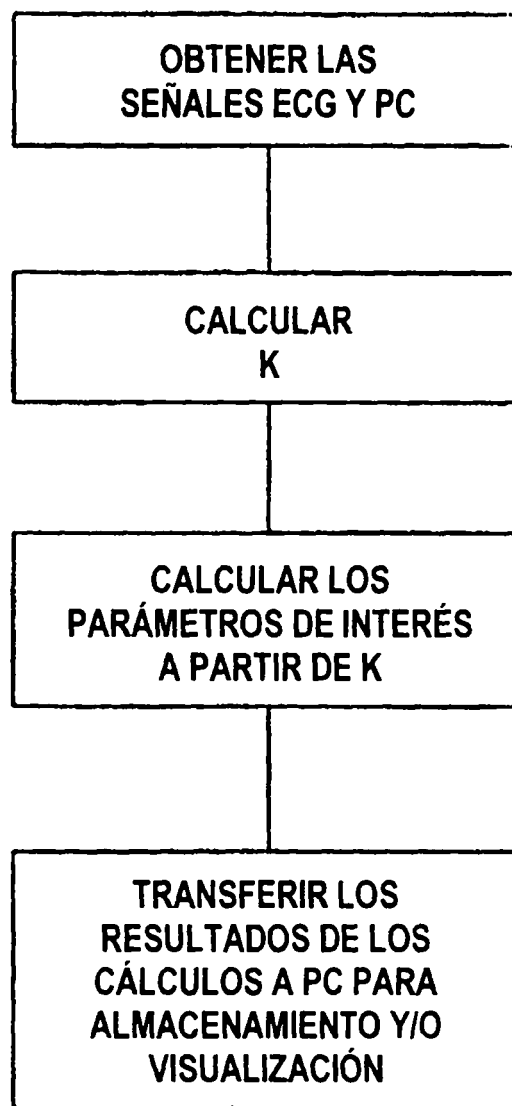 OBTENER LAS
SEÑALES ECG Y PC
CALCULAR
K
CALCULAR LOS
PARÁMETROS DE INTERÉS
A PARTIR DE K
TRANSFERIR LOS
RESULTADOS DE LOS
CÁLCULOS A PC PARA
ALMACENAMIENTO Y/O
VISUALIZACIÓN